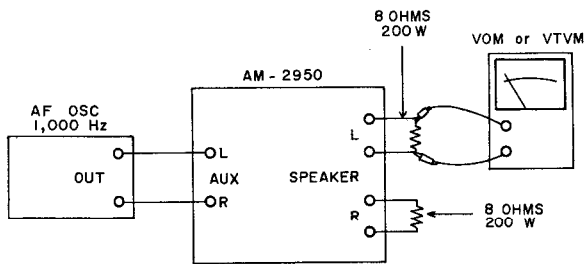 8 OHMS
200 W
VOM or VTVM
AM-2950
AF OSC
1,000 Hz
L
L
OUT
AUX
SPEAKER
R
R
8 OHMS
200 W